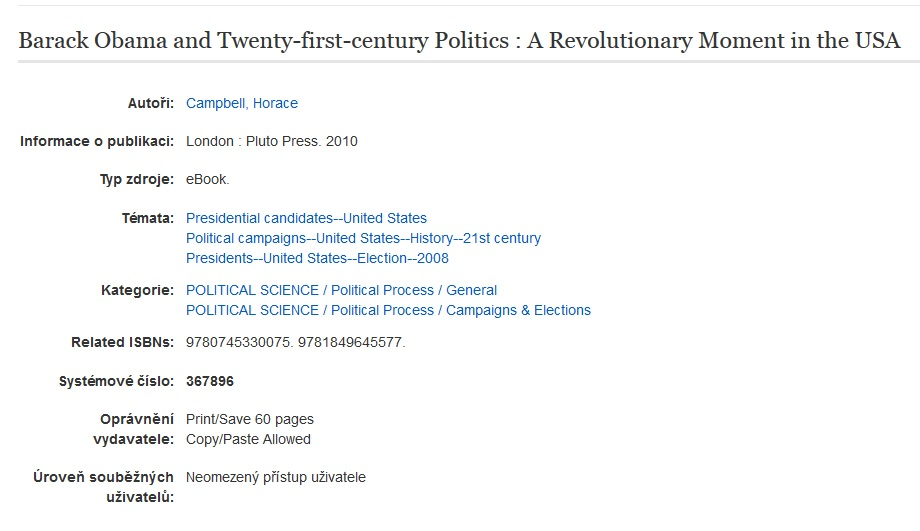 Barack Obama and Twenty-first-century Politics : A Revolutionary Moment in the USA
Autoři: Campbell, Horace
Informace o publikaci: London : Pluto Press. 2010
Typ zdroje: eBook.
Témata: Presidential candidates--United States
Political campaigns--United States--History--21st century
Presidents--United States--Election--2008
Kategorie: POLITICAL SCIENCE / Political Process / General
POLITICAL SCIENCE / Political Process / Campaigns & Elections
Related ISBNs: 9780745330075. 9781849645577.
Systémové číslo: 367896
Oprávnění Print/Save 60 pages
vydavatele: Copy/Paste Allowed
Úroveň souběžných Neomezený přístup uživatele
uživatelů: